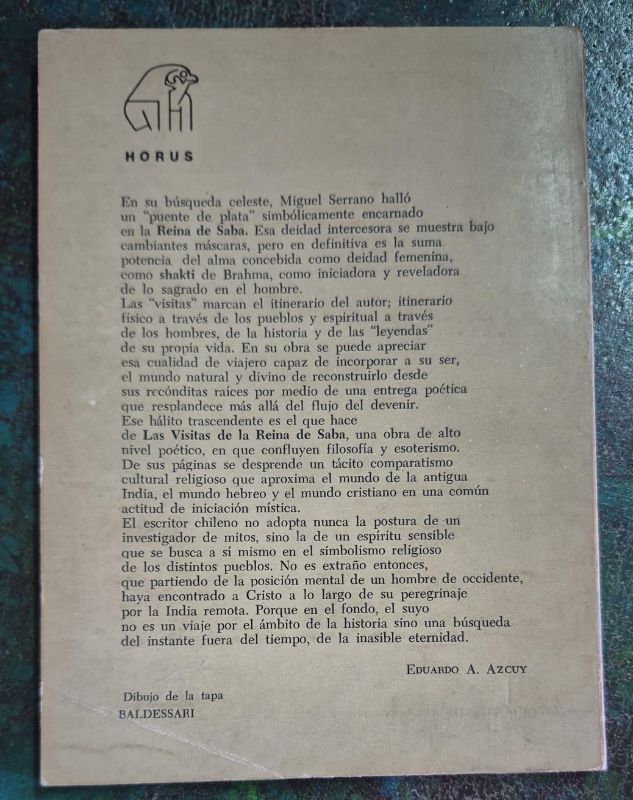 HORUS
En su búsqueda celeste, Miguel Serrano halló
un "puente de plata" simbólicamente encarnado
en la Reina de Saba. Esa deidad intercesora se muestra bajo
cambiantes máscaras, pero en definitiva es la suma
potencia del alma concebida como deidad femenina,
como shakti de Brahma, como iniciadora y reveladora
de lo sagrado en el hombre.
Las "visitas" marcan el itinerario del autor; itinerario
físico a través de los pueblos y espiritual a través
de los hombres, de la historia y de las "leyendas"
de su propia vida. En su obra se puede apreciar
esa cualidad de viajero capaz de incorporar a su ser,
el mundo natural y divino de reconstruirlo desde
sus recónditas raíces por medio de una entrega poética
que resplandece más allá del flujo del devenir.
Ese hálito trascendente es el que hace
de Las Visitas de la Reina de Saba, una obra de alto
nivel poético, en que confluyen filosofía y esoterismo.
De sus páginas se desprende un tácito comparatismo
cultural religioso que aproxima el mundo de la antigua
India, el mundo hebreo y el mundo cristiano en una común
actitud de iniciación mística.
El escritor chileno no adopta nunca la postura de un
investigador de mitos, sino la de un espíritu sensible
que se busca a sí mismo en el simbolismo religioso
de los distintos pueblos. No es extraño entonces,
que partiendo de la posición mental de un hombre de occidente,
haya encontrado a Cristo a lo largo de su peregrinaje
por la India remota. Porque en el fondo, el suyo
no es un viaje por el ámbito de la historia sino una búsqueda
del instante fuera del tiempo, de la inasible eternidad.
EDUARDO A. AZCUY
Dibujo de la tapa
BALDESSARI